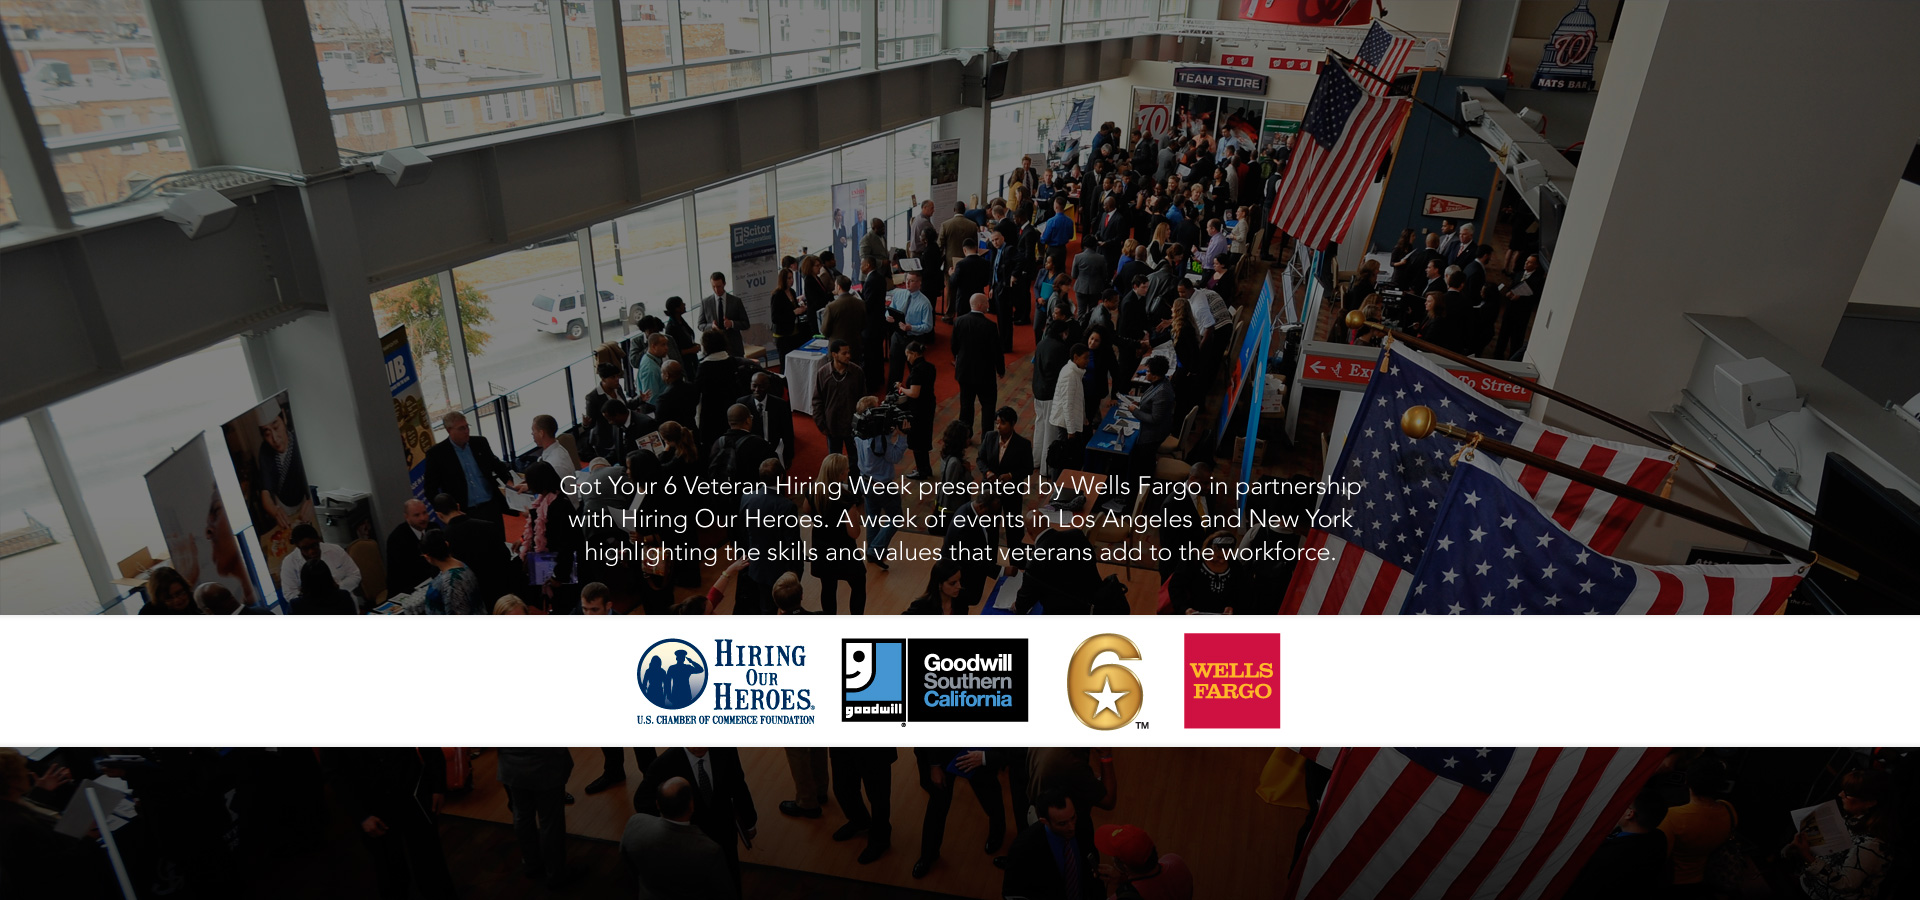 TEAM STORE
NATS BAR
Scitor
Corporation
YOU
To Street
Got Your 6 Veteran Hiring Week presented by Wells Fargo in partnership
with Hiring Our Heroes. A week of events in Los Angeles and New York
highlighting the skills and values that veterans add to the workforce.
HIRING
OUR
HEROES®
U.S. CHAMBER OF COMMERCE FOUNDATION
goodwill®
Goodwill
Southern
California
6 TM
WELLS
FARGO